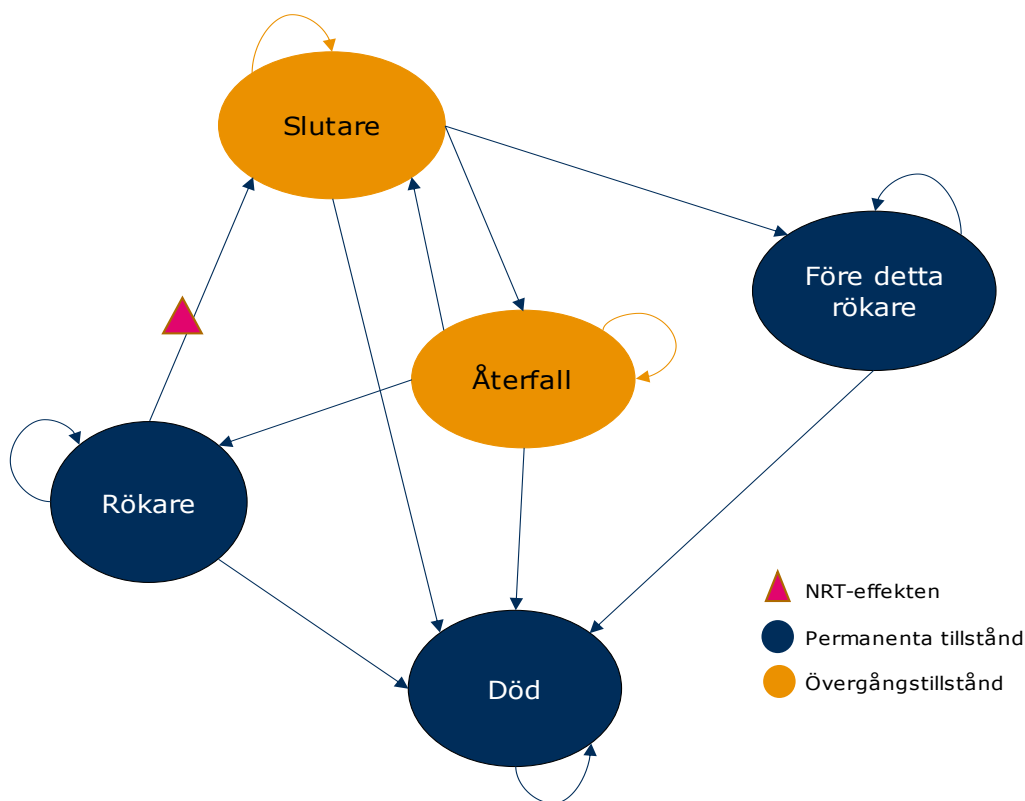 Slutare
Före detta
rökare
Återfall
Rökare
Död
NRT-effekten
Permanenta tillstånd
Övergångstillstånd